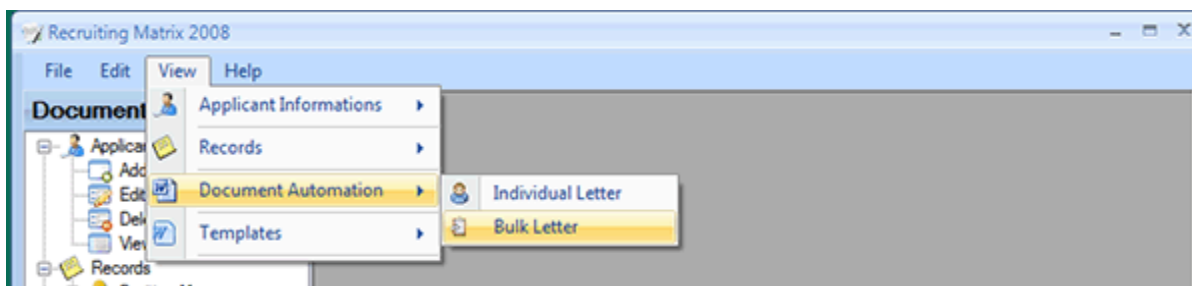 Recruiting Matrix 2008
File Edit View Help
Document
Applicant Informations
Records
Document Automation
Templates
Individual Letter
Bulk Letter
Records